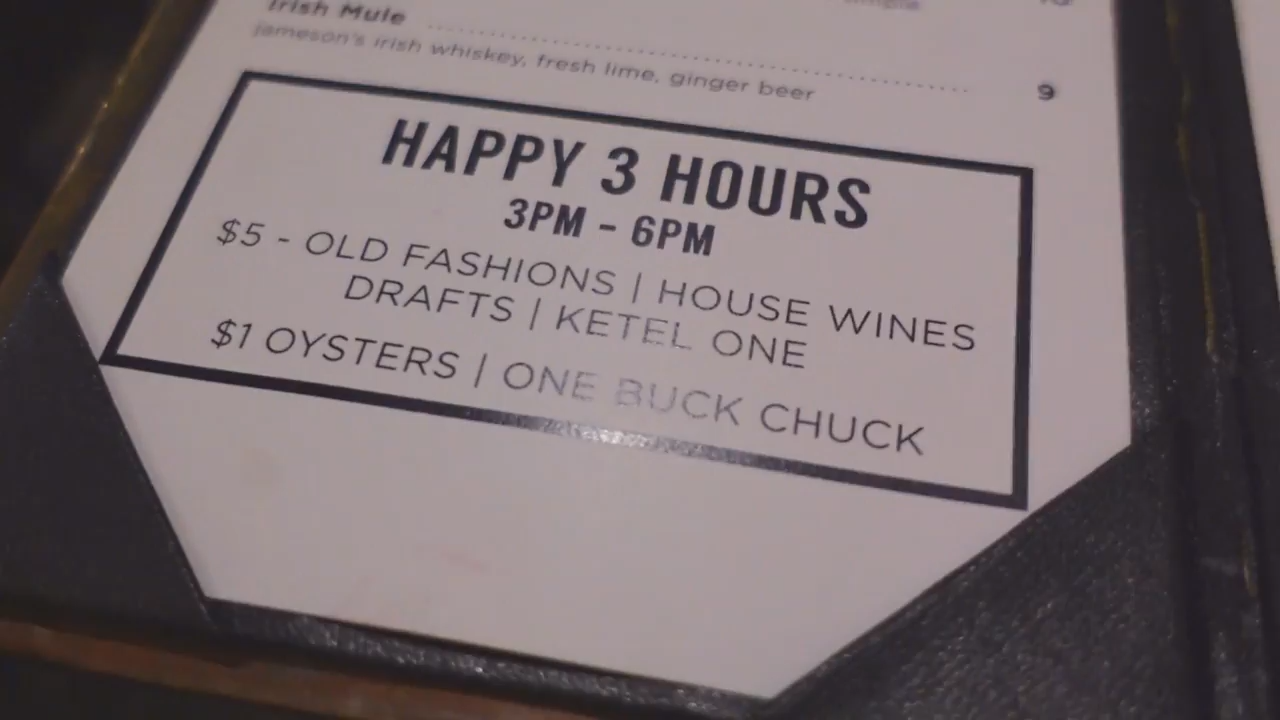 simple
Irish Mule ........ 9
jameson's irish whiskey, fresh lime, ginger beer
HAPPY 3 HOURS
3PM - 6PM
$5 - OLD FASHIONS | HOUSE WINES
DRAFTS | KETEL ONE
$1 OYSTERS | ONE BUCK CHUCK